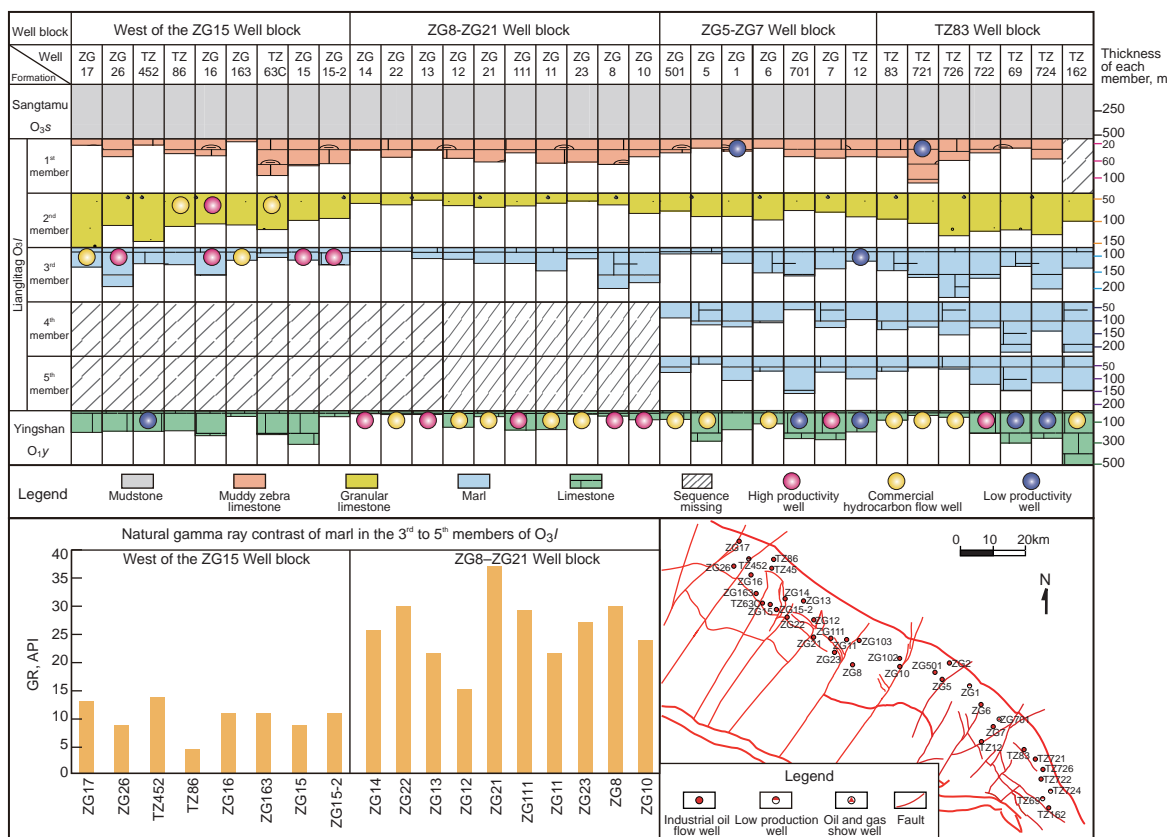 Well block
West of the ZG15 Well block
ZG8-ZG21 Well block
ZG5-ZG7 Well block
TZ83 Well block
Well
Formation
ZG 17
ZG 26
TZ 452
TZ 86
ZG 16
ZG 163
TZ 63C
ZG 15
ZG 15-2
ZG 14
ZG 22
ZG 13
ZG 12
ZG 21
ZG 111
ZG 11
ZG 23
ZG 8
ZG 10
ZG 501
ZG 5
ZG 1
ZG 6
ZG 701
ZG 7
TZ 12
TZ 83
TZ 721
TZ 726
TZ 722
TZ 69
TZ 724
TZ 162
Thickness
of each
member, m
Sangtamu
O3s
250
500
Lianglitag O3l
1st
member
20
60
100
2nd
member
50
100
150
3rd
member
100
150
200
4th
member
50
100
150
200
5th
member
50
100
150
200
Yingshan
O1y
100
300
500
Legend
Mudstone
Muddy zebra
limestone
Granular
limestone
Marl
Limestone
Sequence
missing
High productivity
well
Commercial
hydrocarbon flow well
Low productivity
well
Natural gamma ray contrast of marl in the 3rd to 5th members of O3l
West of the ZG15 Well block
ZG8–ZG21 Well block
GR, API
40
35
30
25
20
15
10
5
0
ZG17
ZG26
TZ452
TZ86
ZG16
ZG163
ZG15
ZG15-2
ZG14
ZG22
ZG13
ZG12
ZG21
ZG111
ZG11
ZG23
ZG8
ZG10
0 10 20km
N
ZG17
TZ86
TZ452
ZG26
TZ45
ZG16
ZG163
ZG14
ZG13
TZ63C
ZG15
ZG15-2
ZG12
ZG22
ZG111
ZG21
ZG11
ZG103
ZG23
ZG8
ZG102
ZG10
ZG501
ZG2
ZG5
ZG1
ZG6
ZG701
ZG7
TZ12
TZ83
TZ721
TZ726
TZ722
TZ724
TZ69
TZ162
Legend
Industrial oil
flow well
Low production
well
Oil and gas
show well
Fault